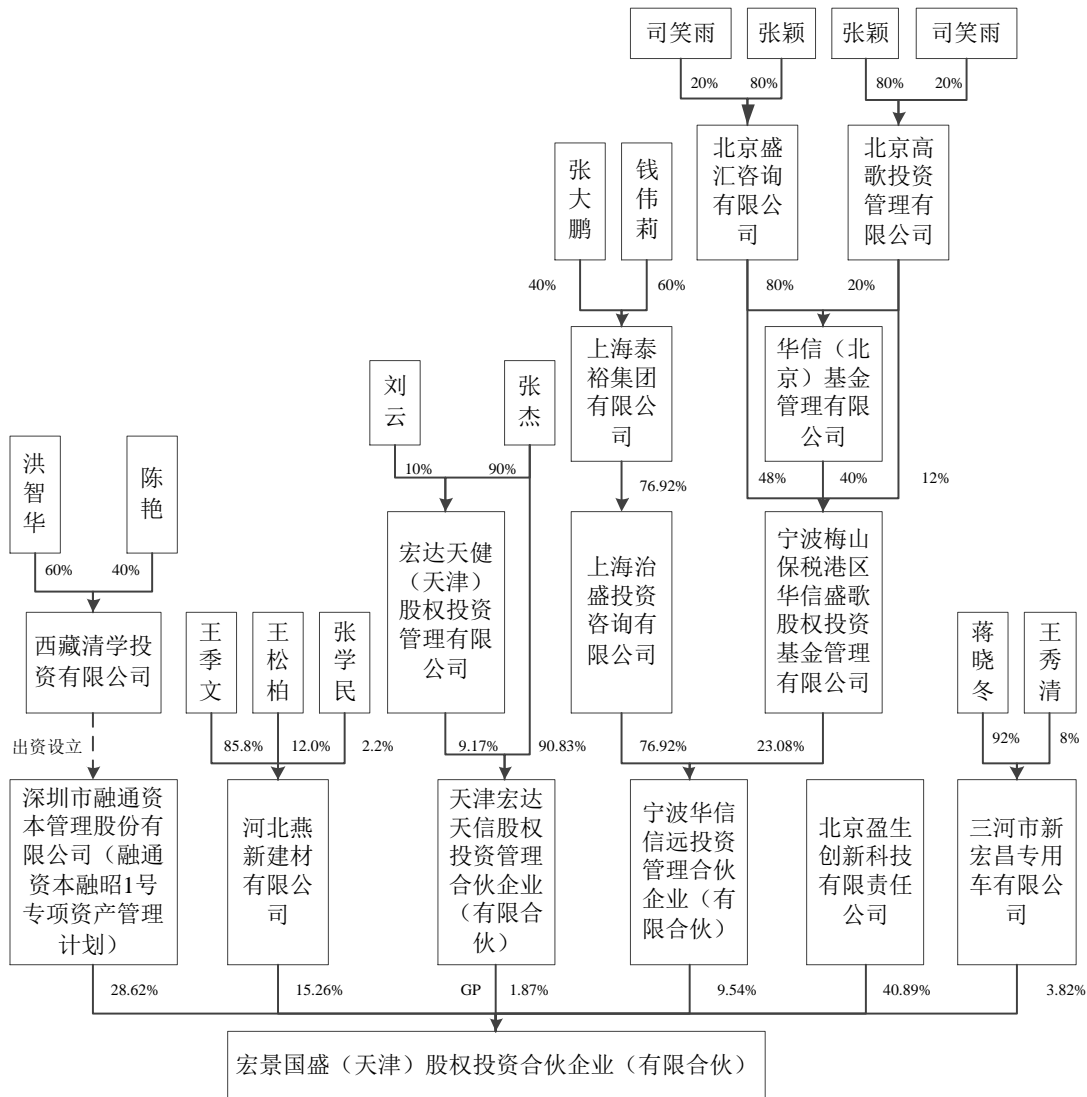 司笑雨
张颖
张颖
司笑雨
20%
80%
80%
20%
北京盛
汇咨询
有限公
司
北京高
歌投资
管理有
限公司
张
大
鹏
钱
伟
莉
40%
60%
80%
20%
上海泰
裕集团
有限公
司
华信（北
京）基金
管理有限
公司
刘
云
张
杰
10%
90%
76.92%
48%
40%
12%
洪
智
华
陈
艳
60%
40%
宏达天健
（天津）
股权投资
管理有限
公司
上海治
盛投资
咨询有
限公司
宁波梅山
保税港区
华信盛歌
股权投资
基金管理
有限公司
西藏清学投
资有限公司
王
季
文
王
松
柏
张
学
民
蒋
晓
冬
王
秀
清
出资设立
85.8%
12.0%
2.2%
9.17%
90.83%
76.92%
23.08%
92%
8%
深圳市融通资
本管理股份有
限公司（融通
资本融昭1号
专项资产管理
计划）
河北燕
新建材
有限公
司
天津宏达
天信股权
投资管理
合伙企业
（有限合
伙）
宁波华信
信远投资
管理合伙
企业（有
限合伙）
北京盈生
创新科技
有限责任
公司
三河市新
宏昌专用
车有限公
司
28.62%
15.26%
GP
1.87%
9.54%
40.89%
3.82%
宏景国盛（天津）股权投资合伙企业（有限合伙）